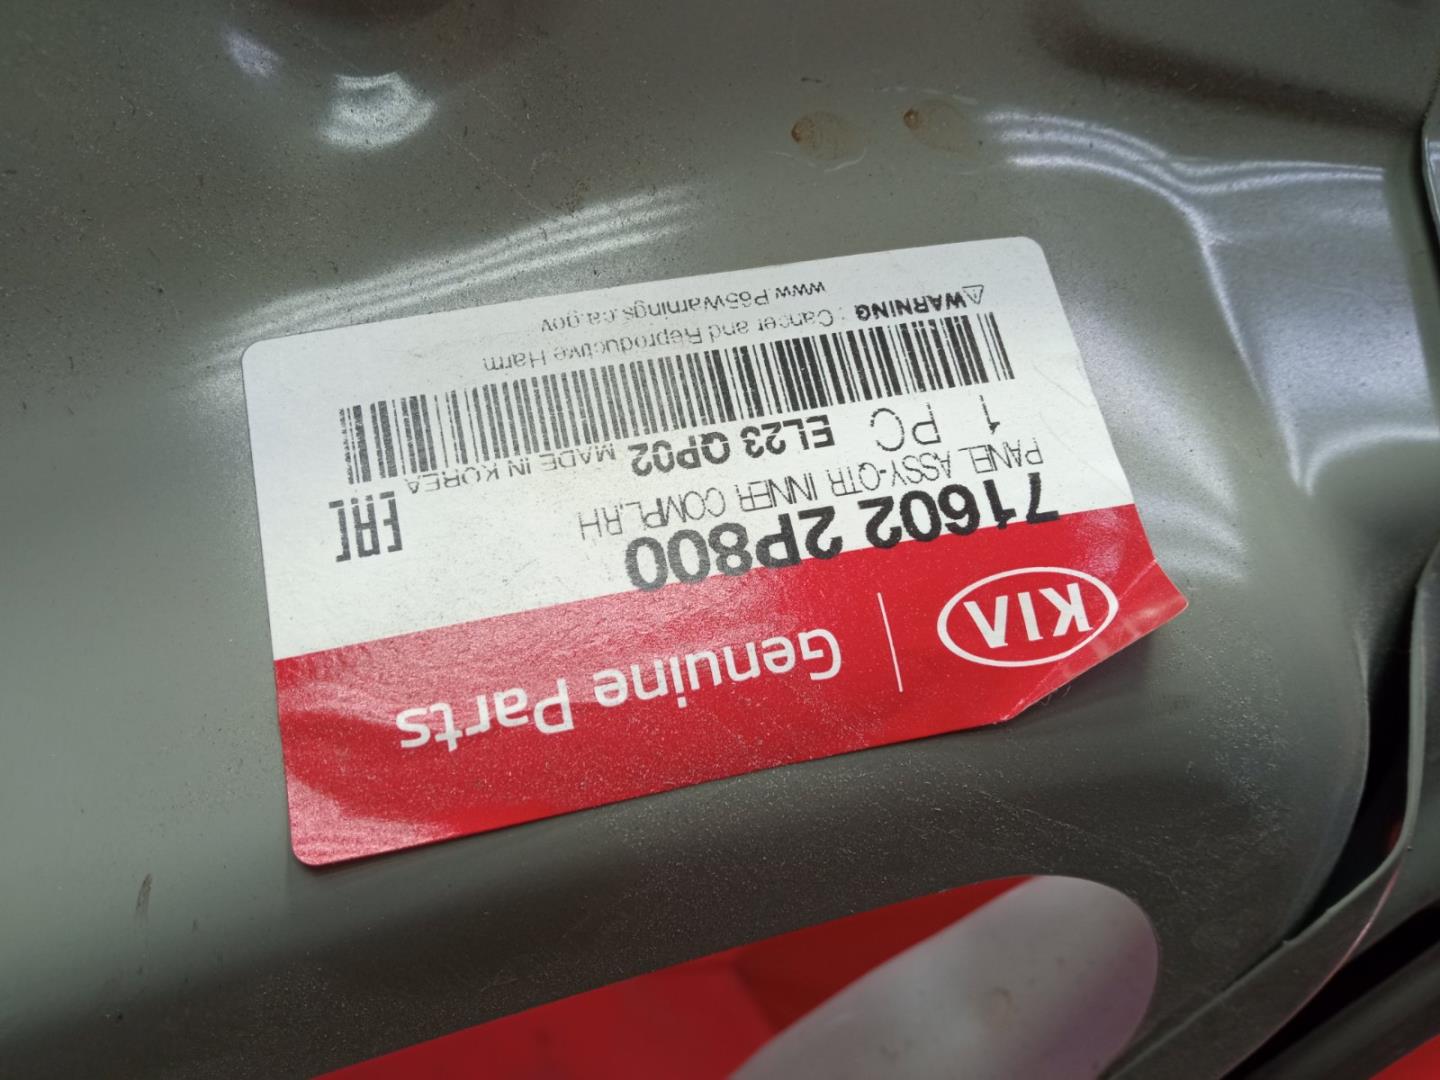 KIA Genuine Parts
71602 2P800
PANEL ASSY-QTR INNER COMPL,RH
1 PC EL23 QP02 MADE IN KOREA
EAC
⚠WARNING : Cancer and Reproductive Harm
www.P65Warnings.ca.gov